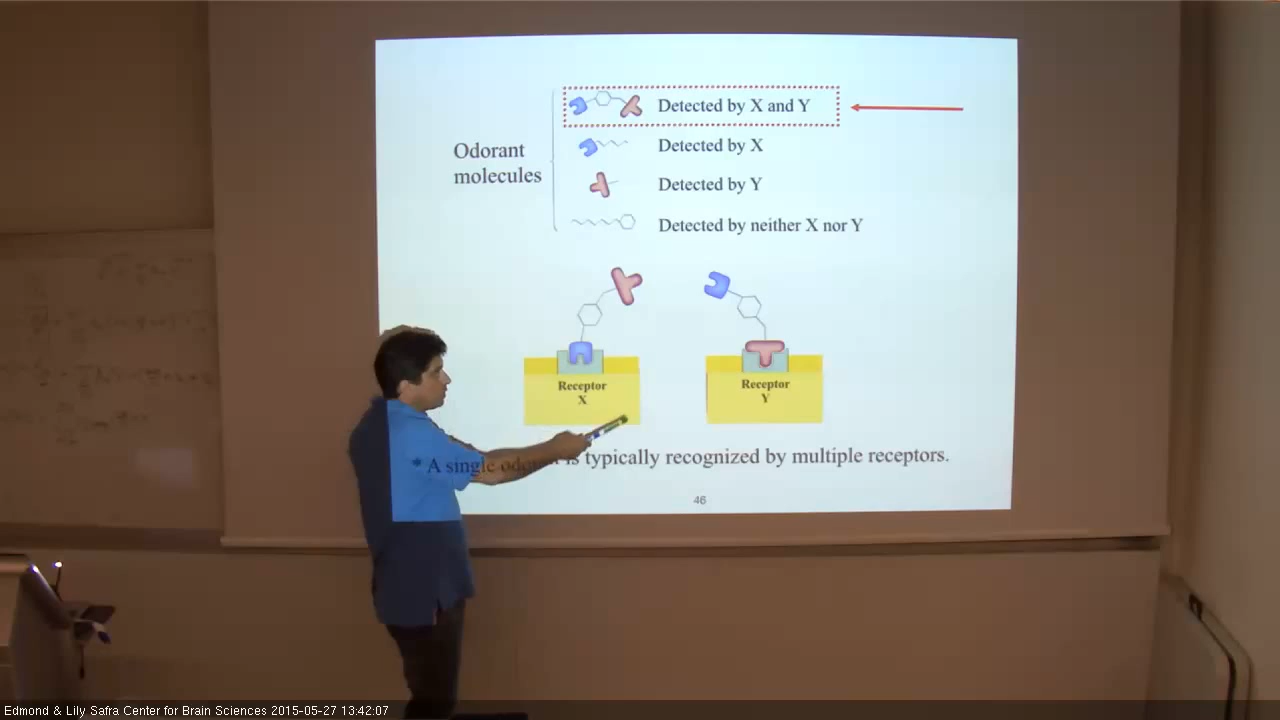 Detected by X and Y
Odorant
molecules
Detected by X
Detected by Y
Detected by neither X nor Y
Receptor
X
Receptor
Y
* A single is typically recognized by multiple receptors.
46
Edmond & Lily Safra Center for Brain Sciences 2015-05-27 13:42:07